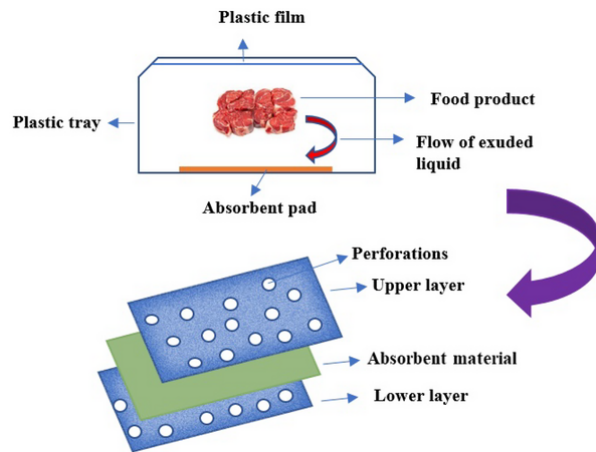 Plastic film
Food product
Plastic tray
Flow of exuded
liquid
Absorbent pad
Perforations
Upper layer
Absorbent material
Lower layer